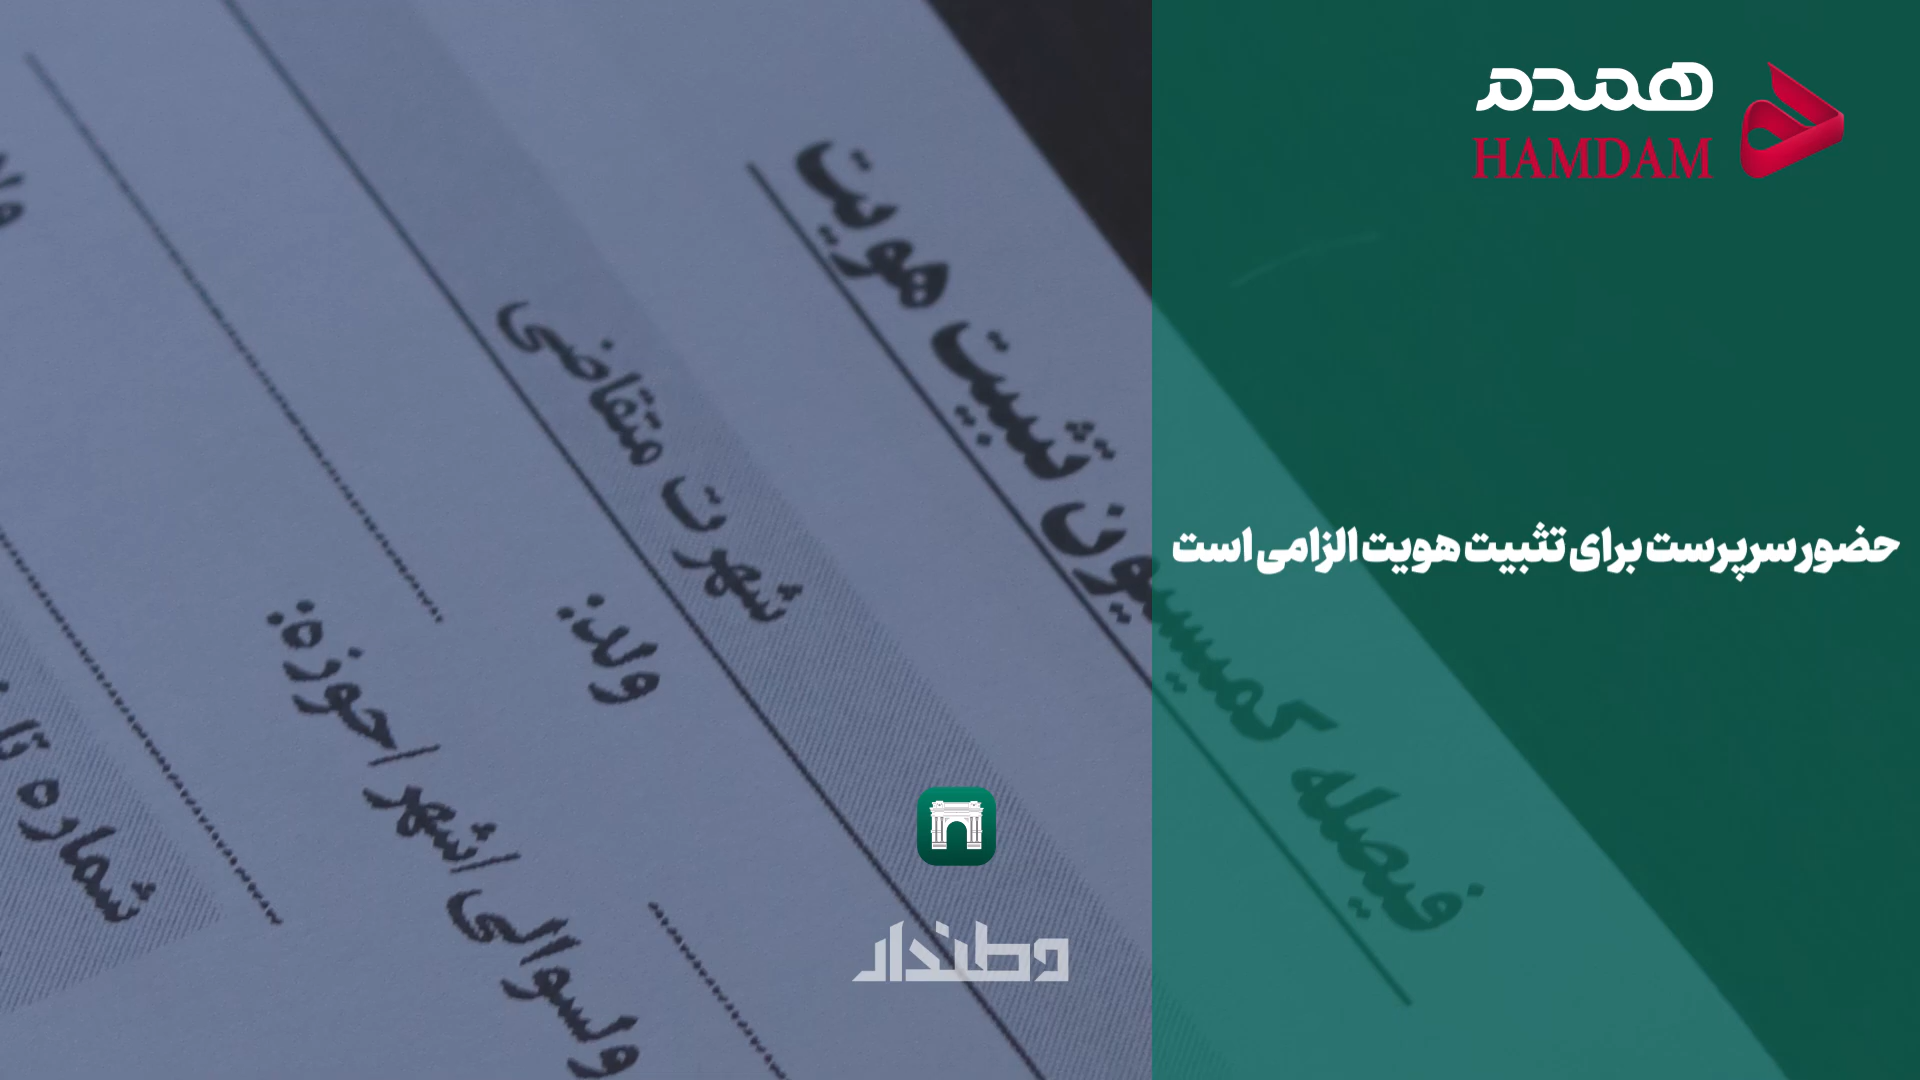 همدم
HAMDAM
حضور سرپرست برای تثبیت هویت الزامی است
فیصله کمیسیون تثبیت هویت
شهرت متقاضی
ولد:
ولسوالی /شهر /حوزه:
شماره
وطندار